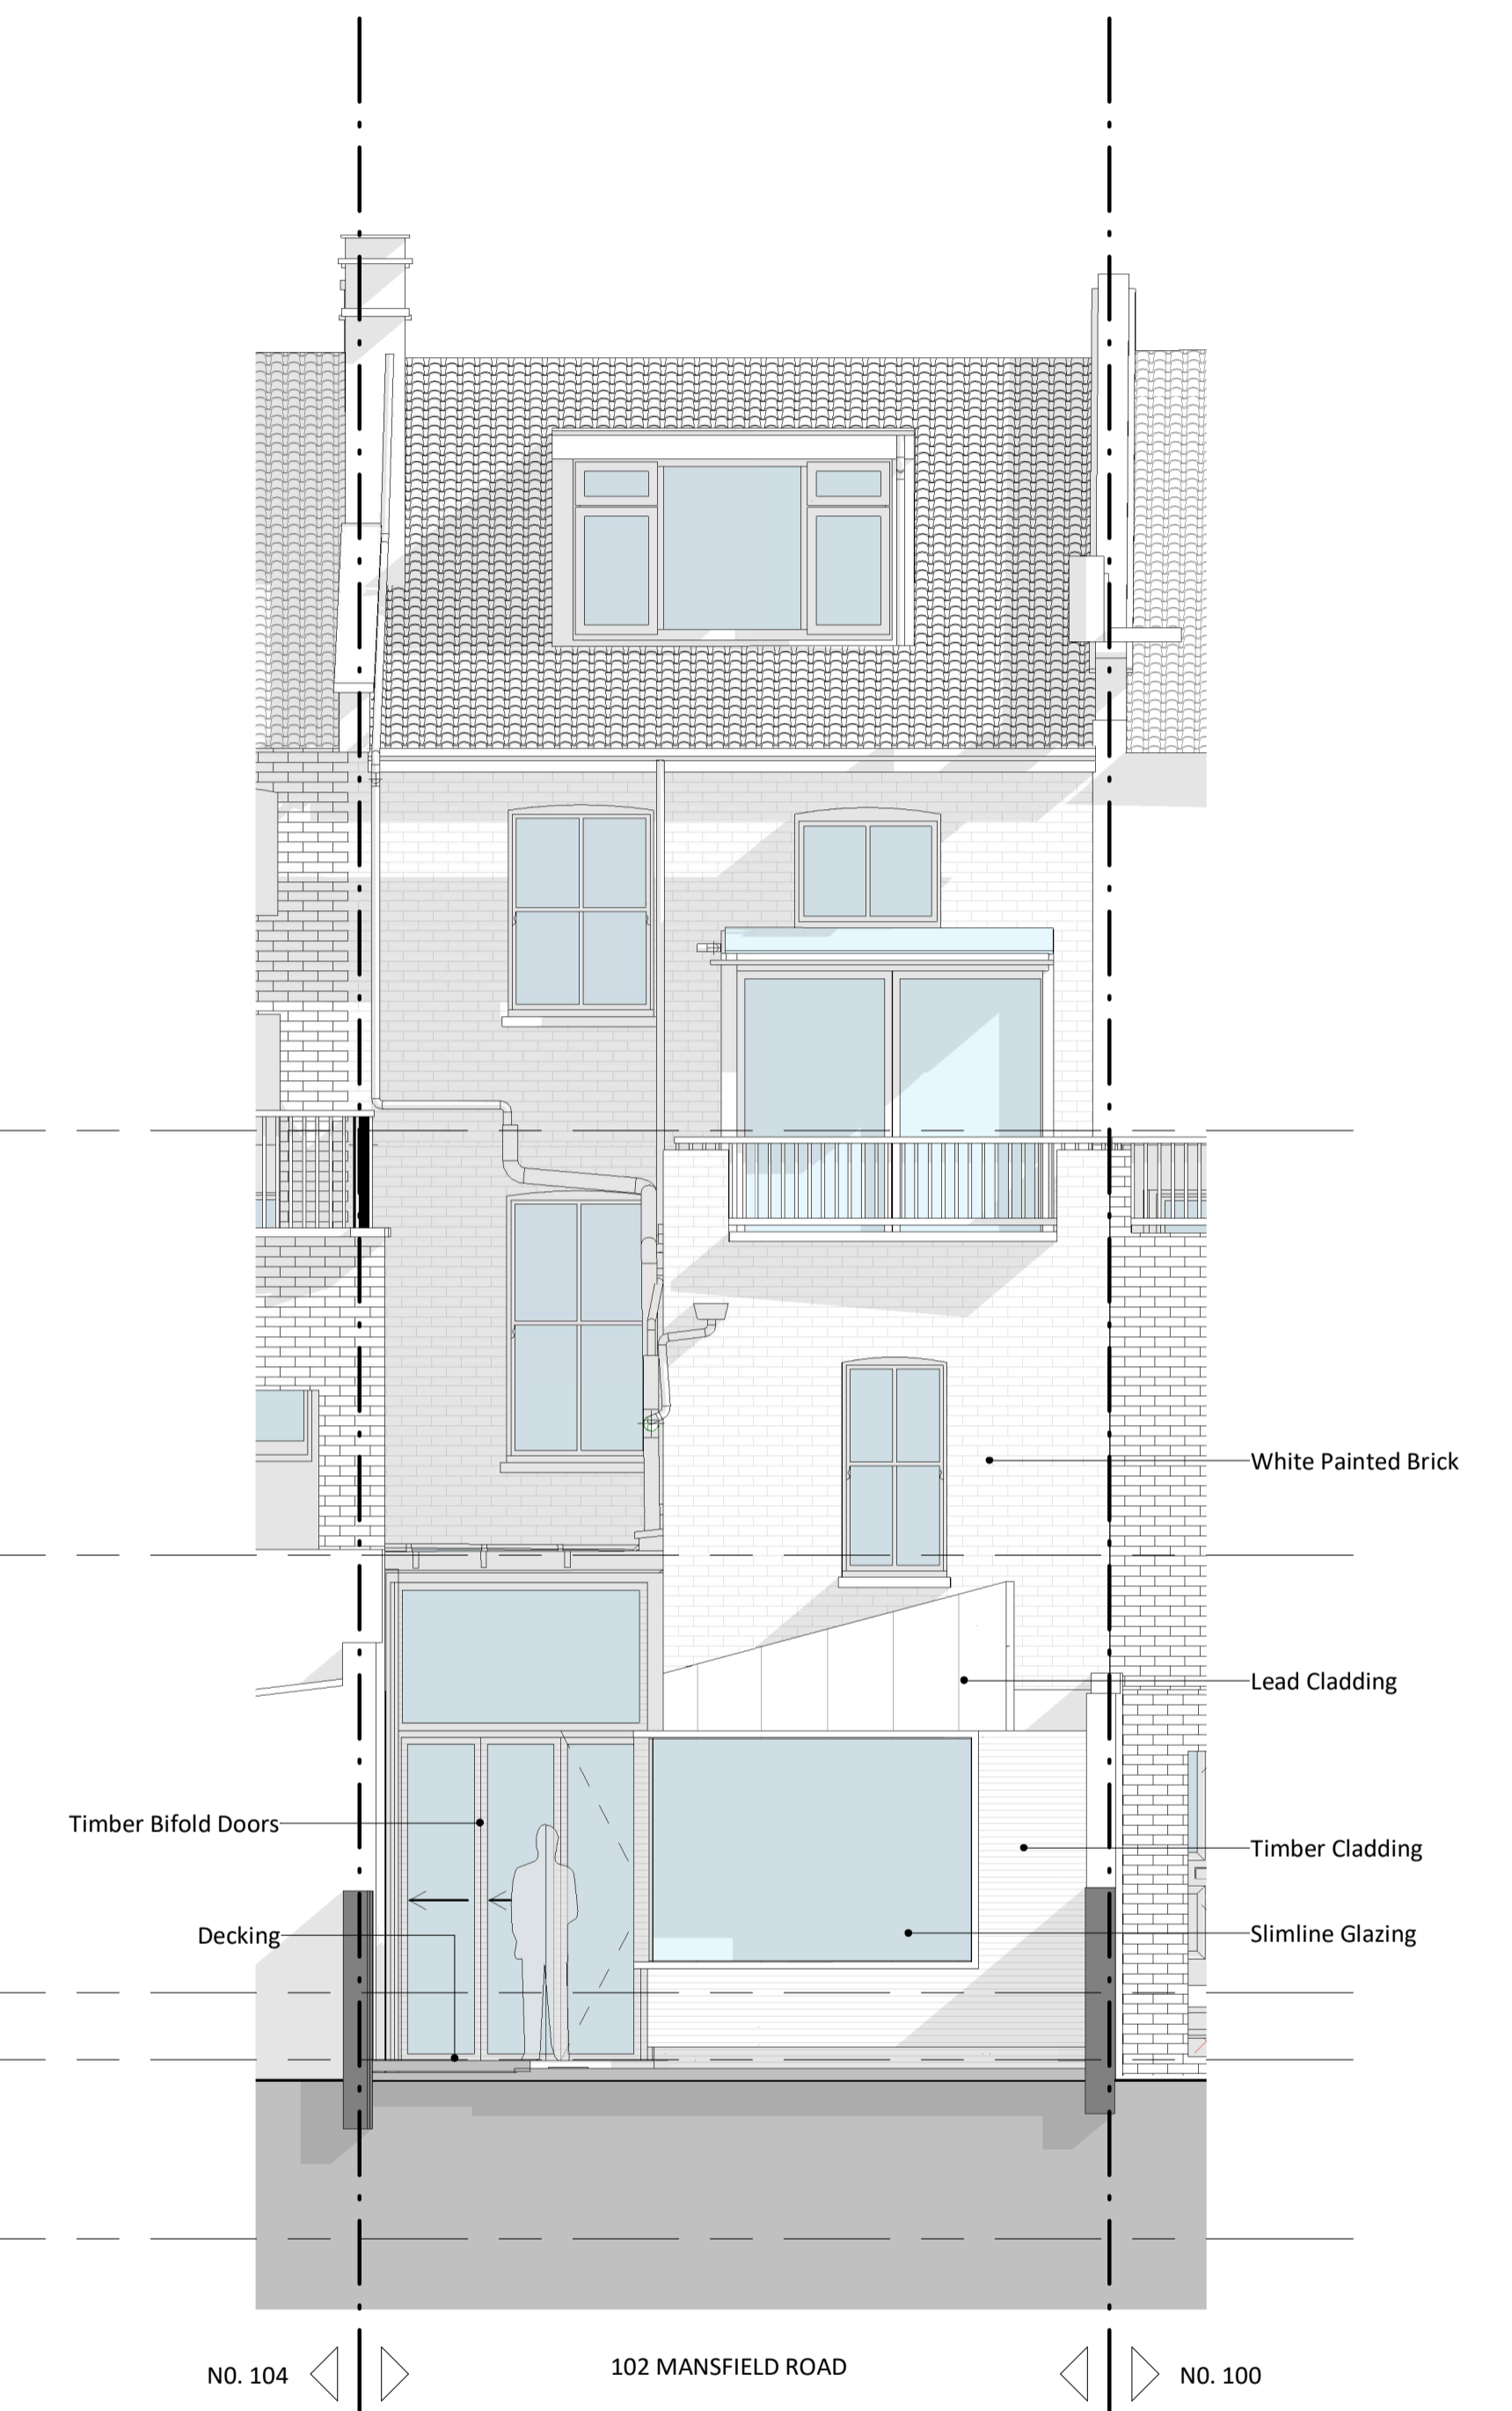 White Painted Brick
Lead Cladding
Timber Bifold Doors
Timber Cladding
Decking
Slimline Glazing
N0. 104
102 MANSFIELD ROAD
N0. 100